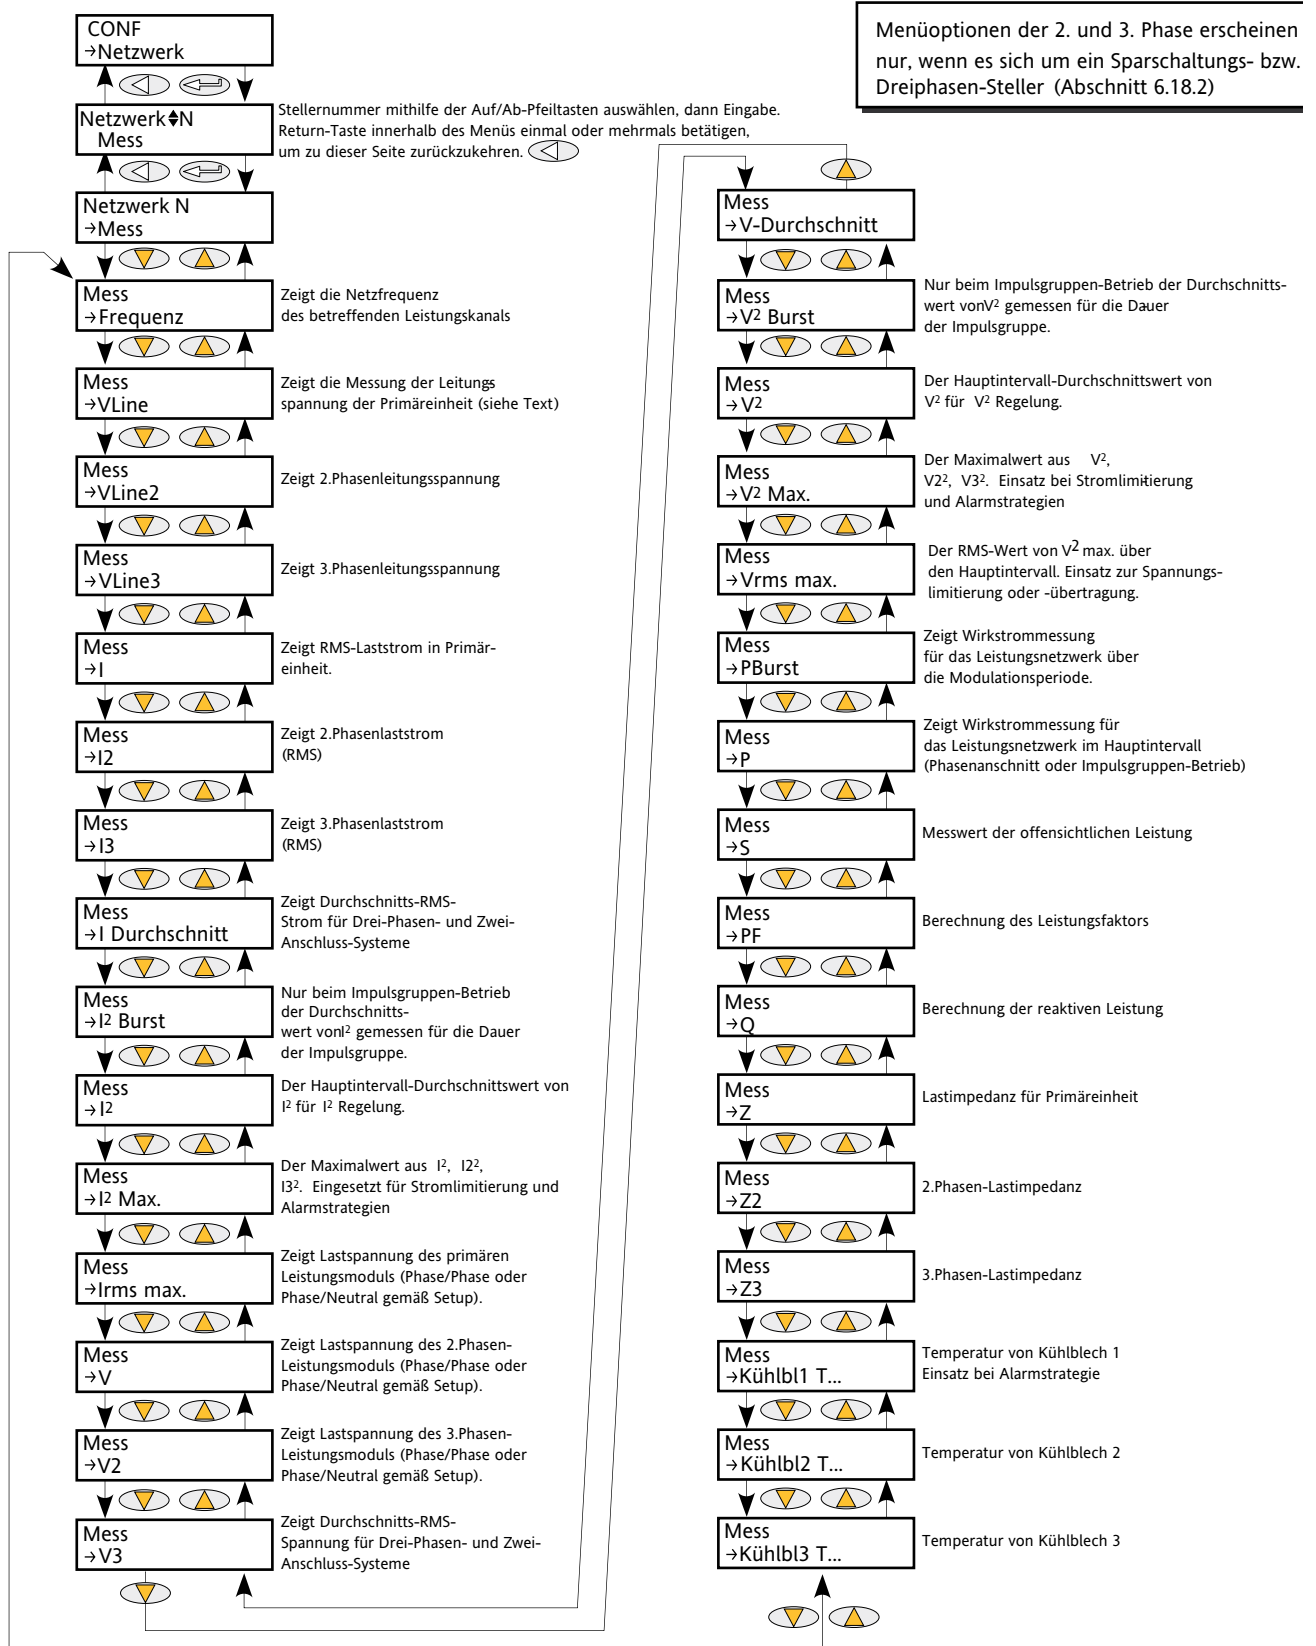 CONF
→Netzwerk
Menüoptionen der 2. und 3. Phase erscheinen
nur, wenn es sich um ein Sparschaltungs- bzw.
Dreiphasen-Steller (Abschnitt 6.18.2)
Netzwerk♦N
Mess
Stellernummer mithilfe der Auf/Ab-Pfeiltasten auswählen, dann Eingabe.
Return-Taste innerhalb des Menüs einmal oder mehrmals betätigen,
um zu dieser Seite zurückzukehren.
Netzwerk N
→Mess
Mess
→Frequenz
Zeigt die Netzfrequenz
des betreffenden Leistungskanals
Mess
→VLine
Zeigt die Messung der Leitungs
spannung der Primäreinheit (siehe Text)
Mess
→VLine2
Zeigt 2.Phasenleitungsspannung
Mess
→VLine3
Zeigt 3.Phasenleitungsspannung
Mess
→I
Zeigt RMS-Laststrom in Primär-
einheit.
Mess
→I2
Zeigt 2.Phasenlaststrom
(RMS)
Mess
→I3
Zeigt 3.Phasenlaststrom
(RMS)
Mess
→I Durchschnitt
Zeigt Durchschnitts-RMS-
Strom für Drei-Phasen- und Zwei-
Anschluss-Systeme
Mess
→I² Burst
Nur beim Impulsgruppen-Betrieb
der Durchschnitts-
wert vonI² gemessen für die Dauer
der Impulsgruppe.
Mess
→I²
Der Hauptintervall-Durchschnittswert von
I² für I² Regelung.
Mess
→I² Max.
Der Maximalwert aus I², I2²,
I3². Eingesetzt für Stromlimitierung und
Alarmstrategien
Mess
→Irms max.
Zeigt Lastspannung des primären
Leistungsmoduls (Phase/Phase oder
Phase/Neutral gemäß Setup).
Mess
→V
Zeigt Lastspannung des 2.Phasen-
Leistungsmoduls (Phase/Phase oder
Phase/Neutral gemäß Setup).
Mess
→V2
Zeigt Lastspannung des 3.Phasen-
Leistungsmoduls (Phase/Phase oder
Phase/Neutral gemäß Setup).
Mess
→V3
Zeigt Durchschnitts-RMS-
Spannung für Drei-Phasen- und Zwei-
Anschluss-Systeme
Mess
→V-Durchschnitt
Mess
→V² Burst
Nur beim Impulsgruppen-Betrieb der Durchschnitts-
wert vonV² gemessen für die Dauer
der Impulsgruppe.
Mess
→V²
Der Hauptintervall-Durchschnittswert von
V² für V² Regelung.
Mess
→V² Max.
Der Maximalwert aus V²,
V2², V3². Einsatz bei Stromlimitierung
und Alarmstrategien
Mess
→Vrms max.
Der RMS-Wert von V² max. über
den Hauptintervall. Einsatz zur Spannungs-
limitierung oder -übertragung.
Mess
→PBurst
Zeigt Wirkstrommessung
für das Leistungsnetzwerk über
die Modulationsperiode.
Mess
→P
Zeigt Wirkstrommessung für
das Leistungsnetzwerk im Hauptintervall
(Phasenanschnitt oder Impulsgruppen-Betrieb)
Mess
→S
Messwert der offensichtlichen Leistung
Mess
→PF
Berechnung des Leistungsfaktors
Mess
→Q
Berechnung der reaktiven Leistung
Mess
→Z
Lastimpedanz für Primäreinheit
Mess
→Z2
2.Phasen-Lastimpedanz
Mess
→Z3
3.Phasen-Lastimpedanz
Mess
→Kühlbl1 T...
Temperatur von Kühlblech 1
Einsatz bei Alarmstrategie
Mess
→Kühlbl2 T...
Temperatur von Kühlblech 2
Mess
→Kühlbl3 T...
Temperatur von Kühlblech 3